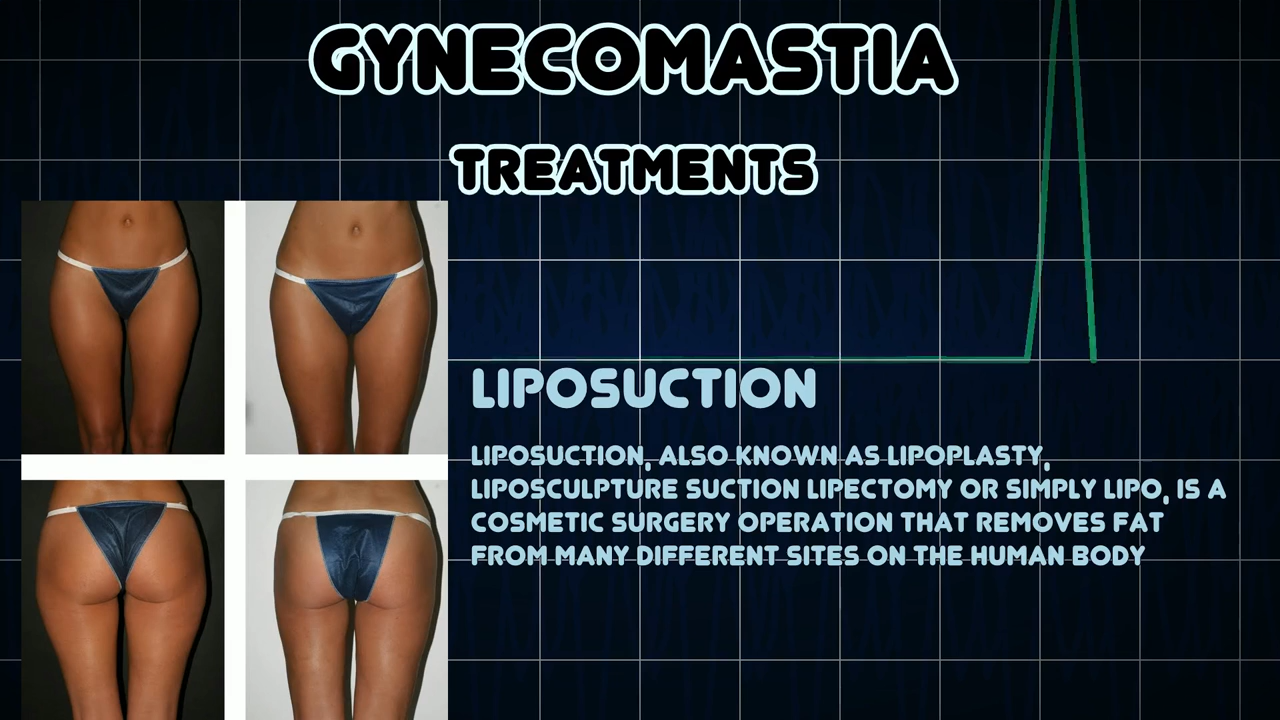 GYNECOMASTIA
TREATMENTS
LIPOSUCTION
LIPOSUCTION, ALSO KNOWN AS LIPOPLASTY,
LIPOSCULPTURE SUCTION LIPECTOMY OR SIMPLY LIPO, IS A
COSMETIC SURGERY OPERATION THAT REMOVES FAT
FROM MANY DIFFERENT SITES ON THE HUMAN BODY